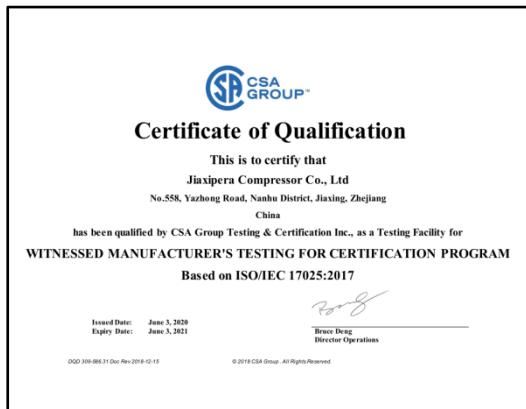 CSA
GROUP™
Certificate of Qualification
This is to certify that
Jiaxipera Compressor Co., Ltd
No.558, Yazhong Road, Nanhu District, Jiaxing, Zhejiang
China
has been qualified by CSA Group Testing & Certification Inc., as a Testing Facility for
WITNESSED MANUFACTURER'S TESTING FOR CERTIFICATION PROGRAM
Based on ISO/IEC 17025:2017
Issued Date: June 3, 2020
Expiry Date: June 3, 2021
Bruce Deng
Director Operations
DQD 309-686.31 Doc Rev 2018-12-15 © 2018 CSA Group. All Rights Reserved.